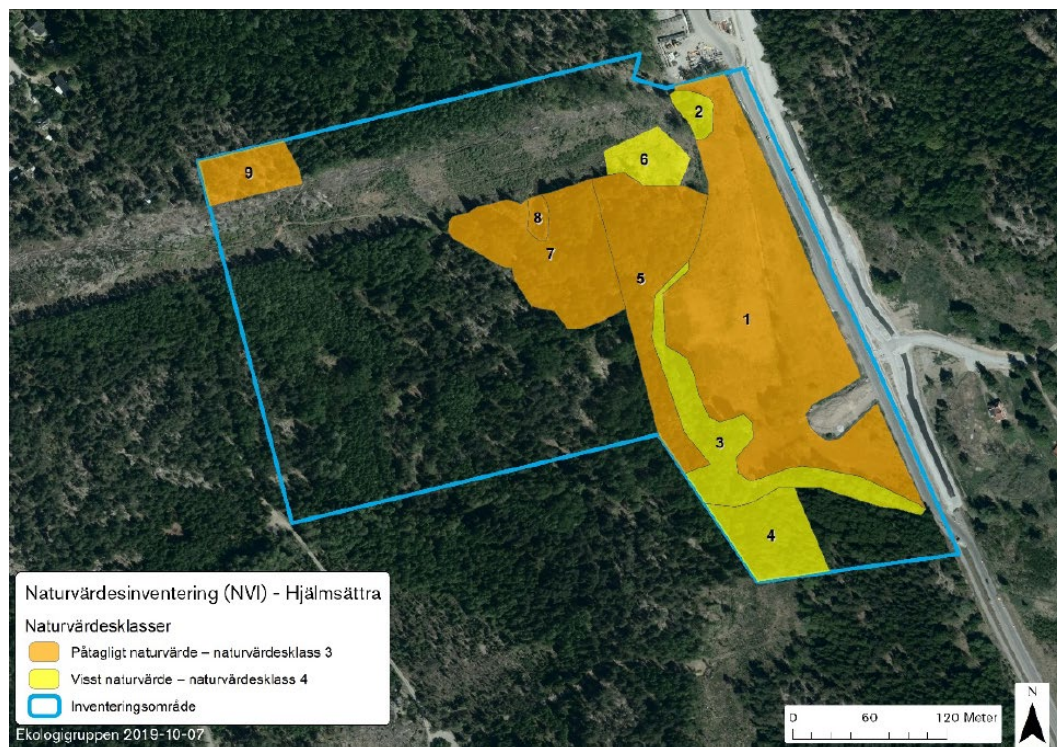 2
6
9
8
7
5
1
3
4
Naturvärdesinventering (NVI) - Hjälmsättra
Naturvärdesklasser
Påtagligt naturvärde – naturvärdesklass 3
Visst naturvärde – naturvärdesklass 4
Inventeringsområde
Ekologigruppen 2019-10-07
0 60 120 Meter
N